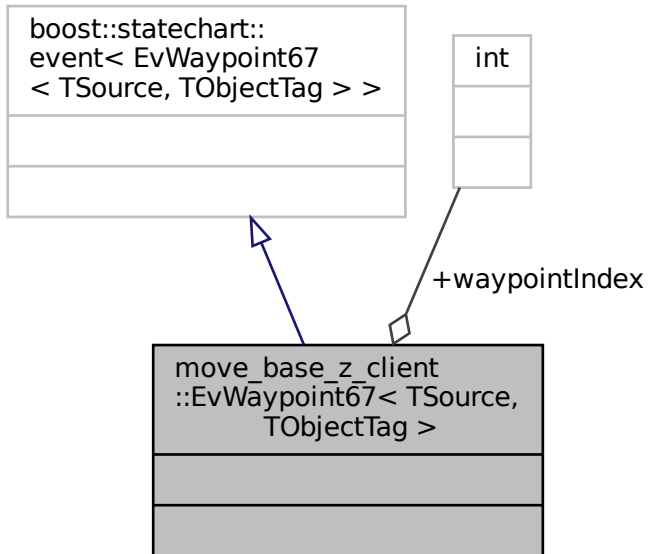 boost::statechart::
event< EvWaypoint67
< TSource, TObjectTag > >
int
+waypointIndex
move_base_z_client
::EvWaypoint67< TSource,
TObjectTag >